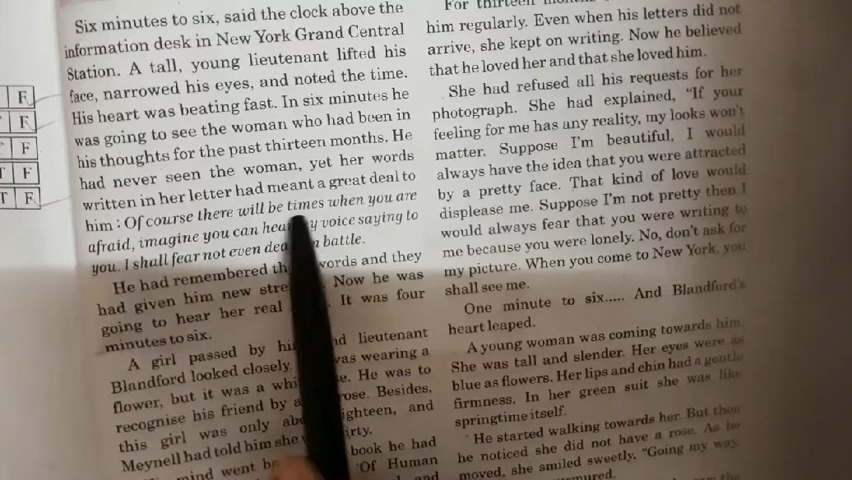 F
F
F
F
T F
Six minutes to six, said the clock above the
information desk in New York Grand Central
Station. A tall, young lieutenant lifted his
face, narrowed his eyes, and noted the time.
His heart was beating fast. In six minutes he
was going to see the woman who had been in
his thoughts for the past thirteen months. He
had never seen the woman, yet her words
written in her letter had meant a great deal to
him : Of course there will be times when you are
afraid, imagine you can hear voice saying to
you. I shall fear not even battle.
He had remembered words and they
had given him new Now he was
going to hear her real It was four
minutes to six.
A girl passed by lieutenant
Blandford looked closely was wearing a
flower, but it was a He was to
recognise his friend by a rose. Besides,
this girl was only eighteen, and
Meynell had told him she
mind went book he had
'Of Human
and
For thirteen
him regularly. Even when his letters did not
arrive, she kept on writing. Now he believed
that he loved her and that she loved him.
She had refused all his requests for her
photograph. She had explained, "If your
feeling for me has any reality, my looks won't
matter. Suppose I'm beautiful, I would
always have the idea that you were attracted
by a pretty face. That kind of love would
displease me. Suppose I'm not pretty then I
would always fear that you were writing to
me because you were lonely. No, don't ask for
my picture. When you come to New York, you
shall see me.
One minute to six..... And Blandford's
heart leaped.
A young woman was coming towards him.
She was tall and slender. Her eyes were as
blue as flowers. Her lips and chin had a gentle
firmness. In her green suit she was like
springtime itself.
He started walking towards her. But then
he noticed she did not have a rose. As he
moved, she smiled sweetly. "Going my way,